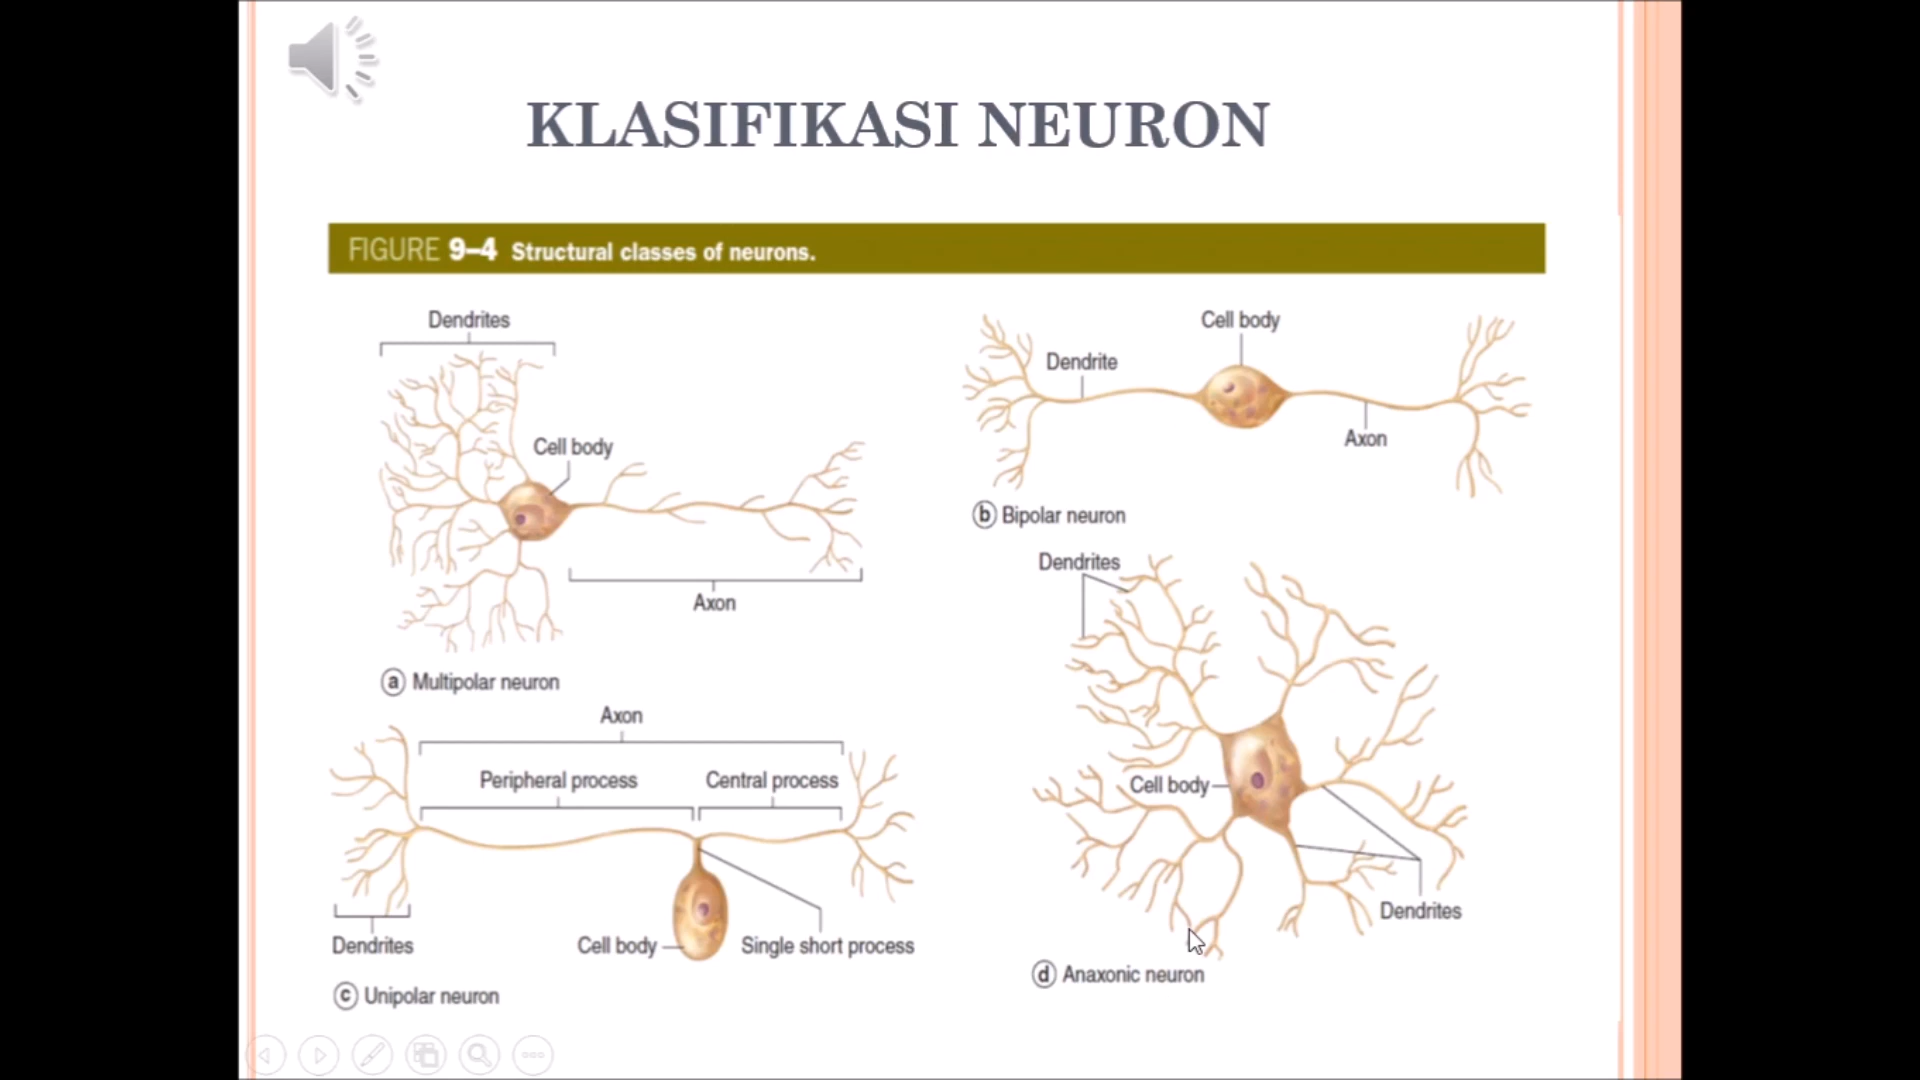 KLASIFIKASI NEURON
FIGURE 9–4 Structural classes of neurons.
Dendrites
Cell body
Axon
ⓐ Multipolar neuron
Cell body
Dendrite
Axon
ⓑ Bipolar neuron
Axon
Peripheral process
Central process
Dendrites
Cell body
Single short process
ⓒ Unipolar neuron
Dendrites
Cell body
Dendrites
ⓓ Anaxonic neuron